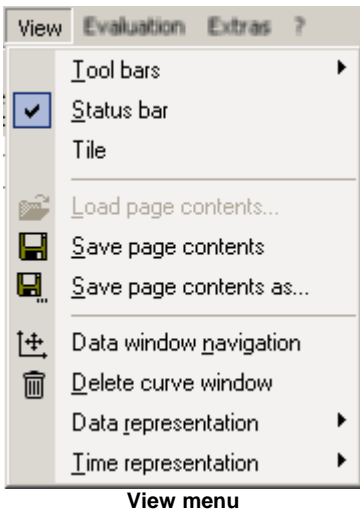 View Evaluation Extras ?
Tool bars
Status bar
Tile
Load page contents...
Save page contents
Save page contents as...
Data window navigation
Delete curve window
Data representation
Time representation
View menu